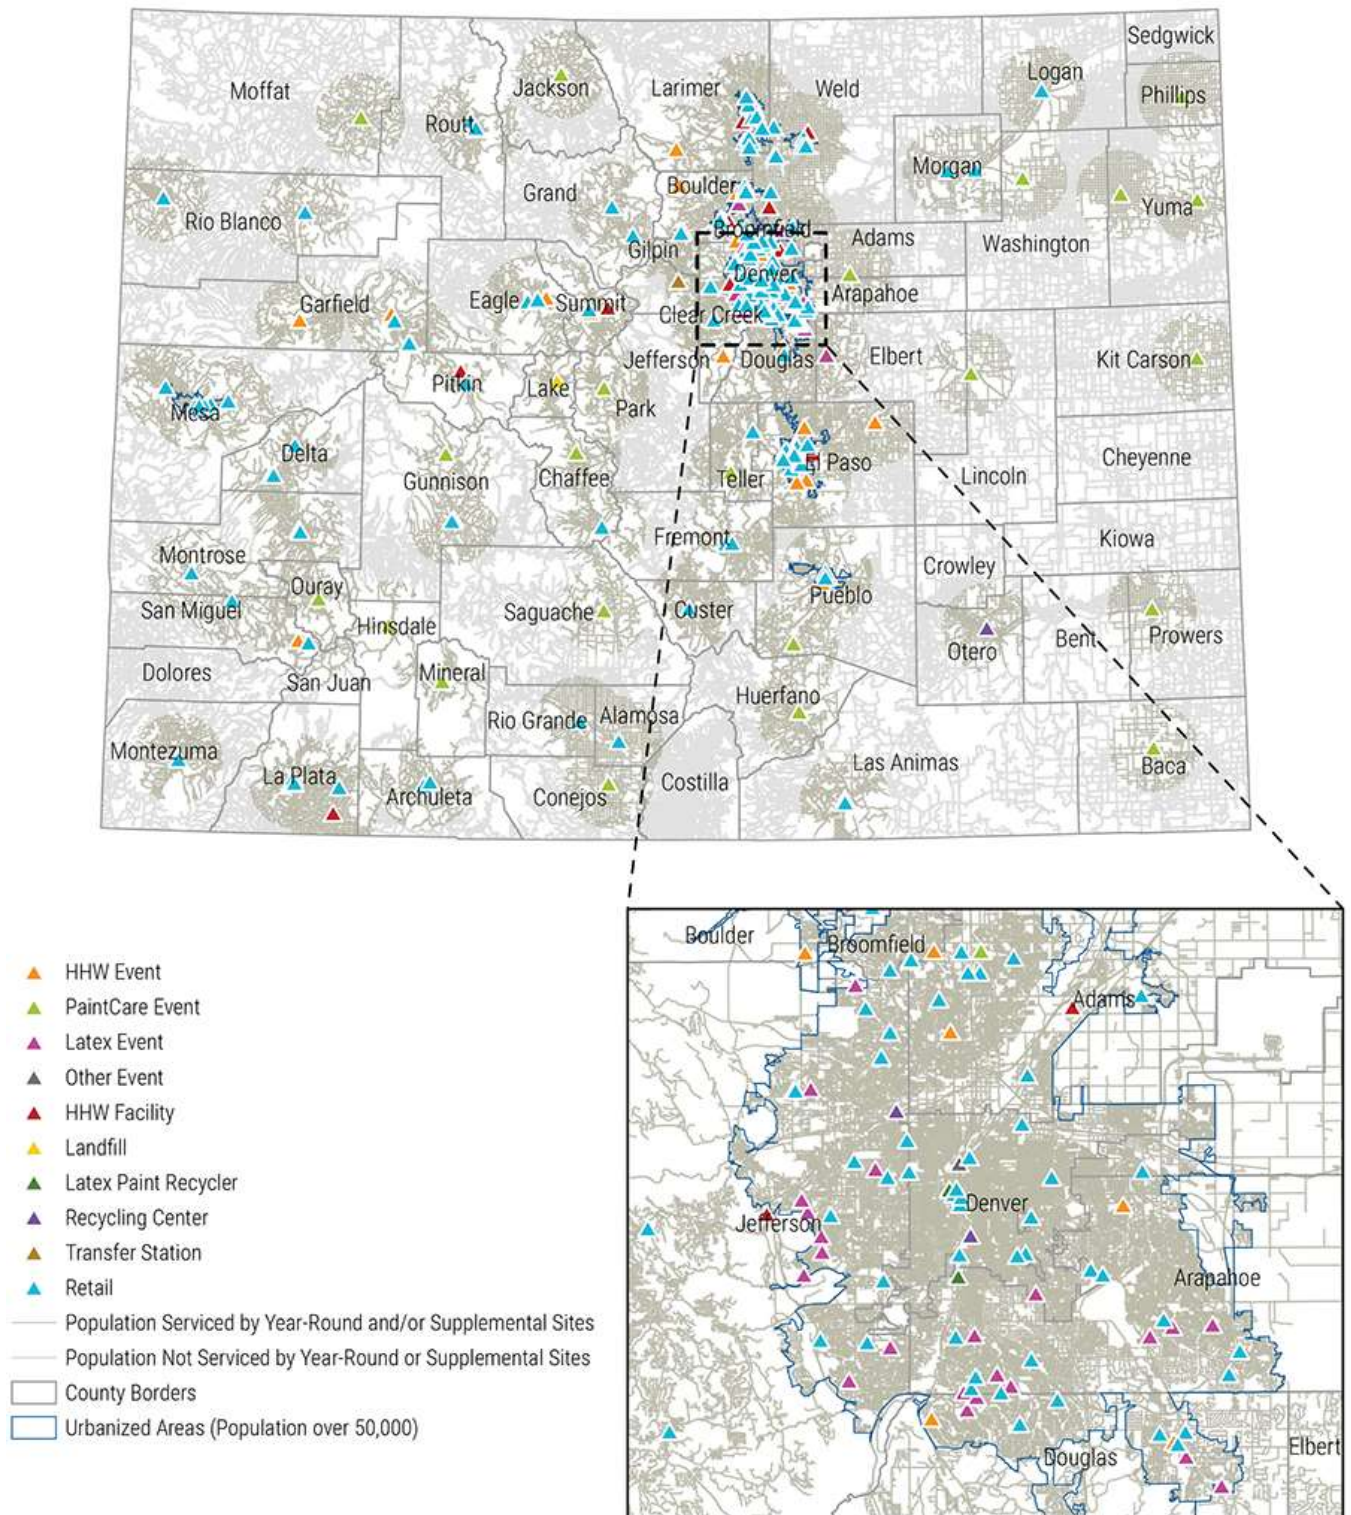 Sedgwick
Moffat
Jackson
Larimer
Weld
Logan
Phillips
Routt
Morgan
Grand
Boulder
Yuma
Rio Blanco
Broomfield
Adams
Washington
Gilpin
Denver
Arapahoe
Garfield
Eagle
Summit
Clear Creek
Jefferson
Douglas
Elbert
Kit Carson
Pitkin
Lake
Park
Mesa
Delta
Gunnison
Chaffee
Teller
El Paso
Lincoln
Cheyenne
Montrose
Fremont
Kiowa
Crowley
Ouray
San Miguel
Hinsdale
Saguache
Custer
Pueblo
Otero
Bent
Prowers
Dolores
San Juan
Mineral
Huerfano
Rio Grande
Alamosa
Montezuma
La Plata
Archuleta
Conejos
Costilla
Las Animas
Baca
HHW Event
PaintCare Event
Latex Event
Other Event
HHW Facility
Landfill
Latex Paint Recycler
Recycling Center
Transfer Station
Retail
Population Serviced by Year-Round and/or Supplemental Sites
Population Not Serviced by Year-Round or Supplemental Sites
County Borders
Urbanized Areas (Population over 50,000)
Boulder
Broomfield
Adams
Denver
Jefferson
Arapahoe
Douglas
Elbert